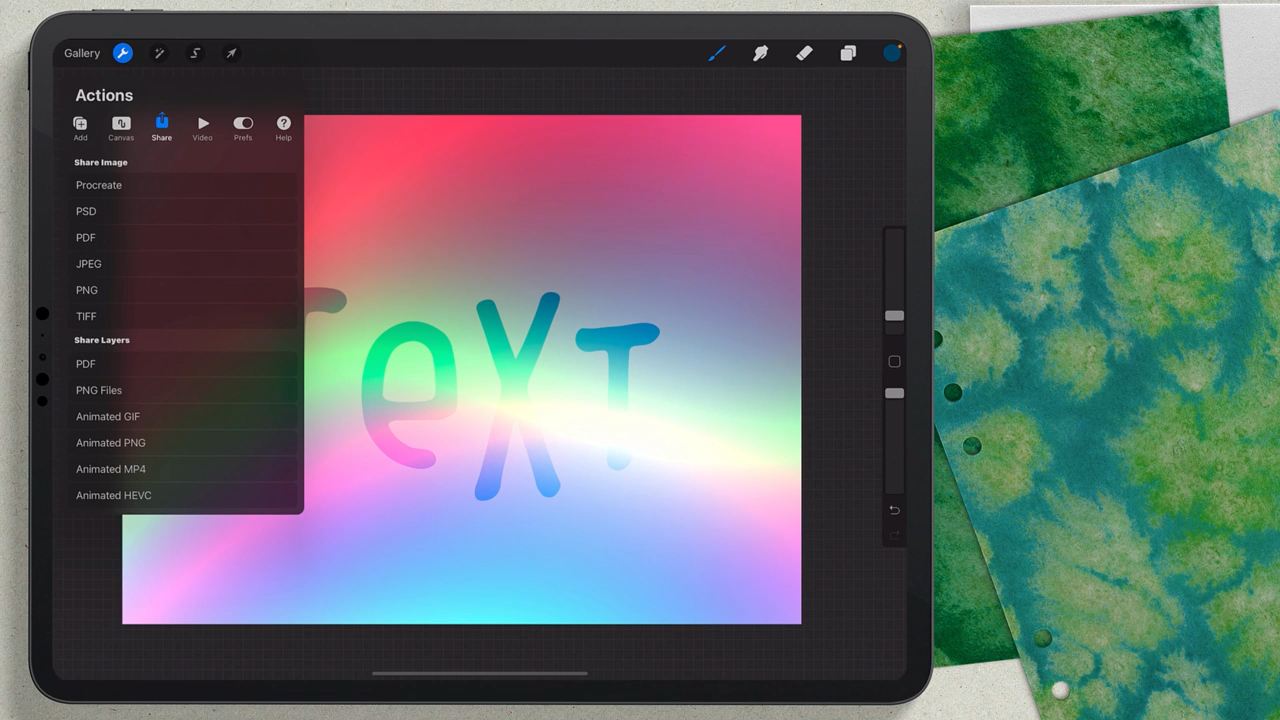 Gallery
Actions
Add Canvas Share Video Prefs Help
Share Image
Procreate
PSD
PDF
JPEG
PNG
TIFF
Share Layers
PDF
PNG Files
Animated GIF
Animated PNG
Animated MP4
Animated HEVC
TeXT